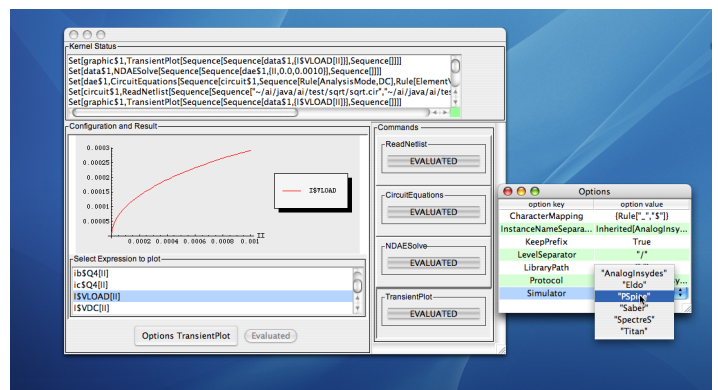 Kernel Status
Set[graphic$1,TransientPlot[Sequence[Sequence[data$1,{I$VLOAD[II]}],Sequence[]]]]
Set[data$1,NDAESolve[Sequence[Sequence[dae$1,{II,0.0,0.0010}],Sequence[]]]]
Set[dae$1,CircuitEquations[Sequence[circuit$1,Sequence[Rule[AnalysisMode,DC],Rule[ElementV
Set[circuit$1,ReadNetlist[Sequence[Sequence["~/ai/java/ai/test/sqrt/sqrt.cir","~/ai/java/ai/tes
Set[graphic$1,TransientPlot[Sequence[Sequence[data$1,{I$VLOAD[II]}],Sequence[]]]]
Configuration and Result
0.0003
0.00025
0.0002
0.00015
0.0001
0.00005
0.0002 0.0004 0.0006 0.0008 0.001
II
I$VLOAD
Select Expression to plot
ib$Q4[II]
ic$Q4[II]
I$VLOAD[II]
I$VDC[II]
Options TransientPlot
Evaluated
Commands
ReadNetlist
EVALUATED
CircuitEquations
EVALUATED
NDAESolve
EVALUATED
TransientPlot
EVALUATED
Options
option key option value
CharacterMapping {Rule["_","$"]}
InstanceNameSepara... Inherited[AnalogInsy...
KeepPrefix True
LevelSeparator "/"
LibraryPath
Protocol y...
Simulator
"AnalogInsydes"
"Eldo"
"PSpice"
"Saber"
"SpectreS"
"Titan"